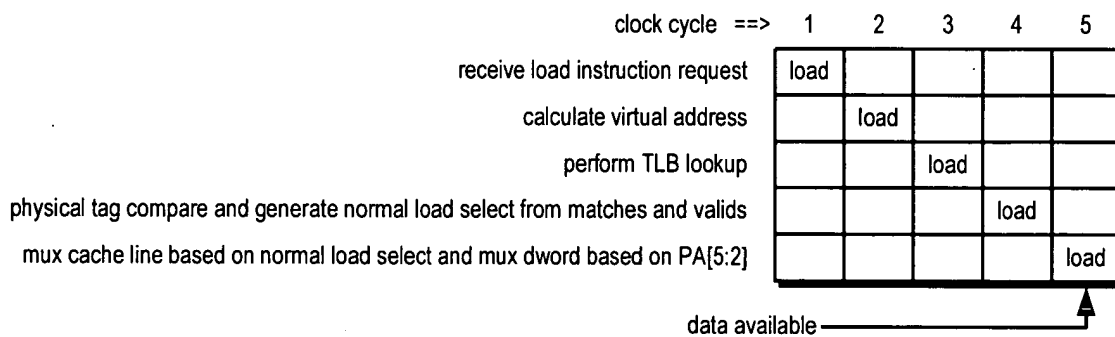 clock cycle ==> 1 2 3 4 5
receive load instruction request load
calculate virtual address load
perform TLB lookup load
physical tag compare and generate normal load select from matches and valids load
mux cache line based on normal load select and mux dword based on PA[5:2] load
data available